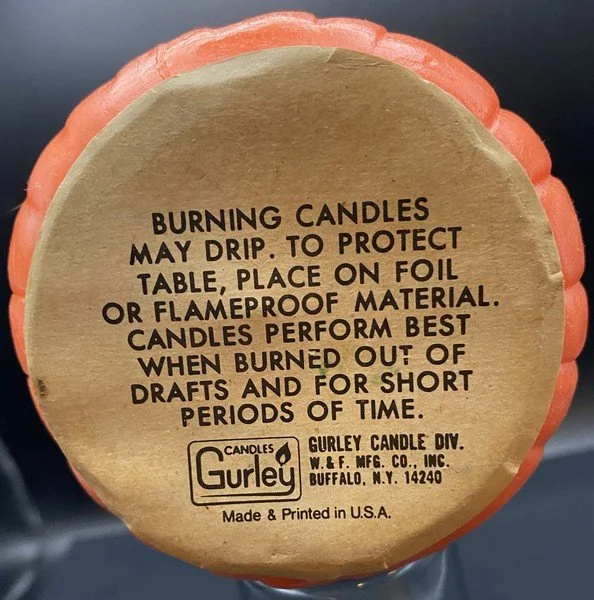 BURNING CANDLES
MAY DRIP. TO PROTECT
TABLE, PLACE ON FOIL
OR FLAMEPROOF MATERIAL.
CANDLES PERFORM BEST
WHEN BURNED OUT OF
DRAFTS AND FOR SHORT
PERIODS OF TIME.
CANDLES
Gurley
GURLEY CANDLE DIV.
W. & F. MFG. CO., INC.
BUFFALO, N.Y. 14240
Made & Printed in U.S.A.